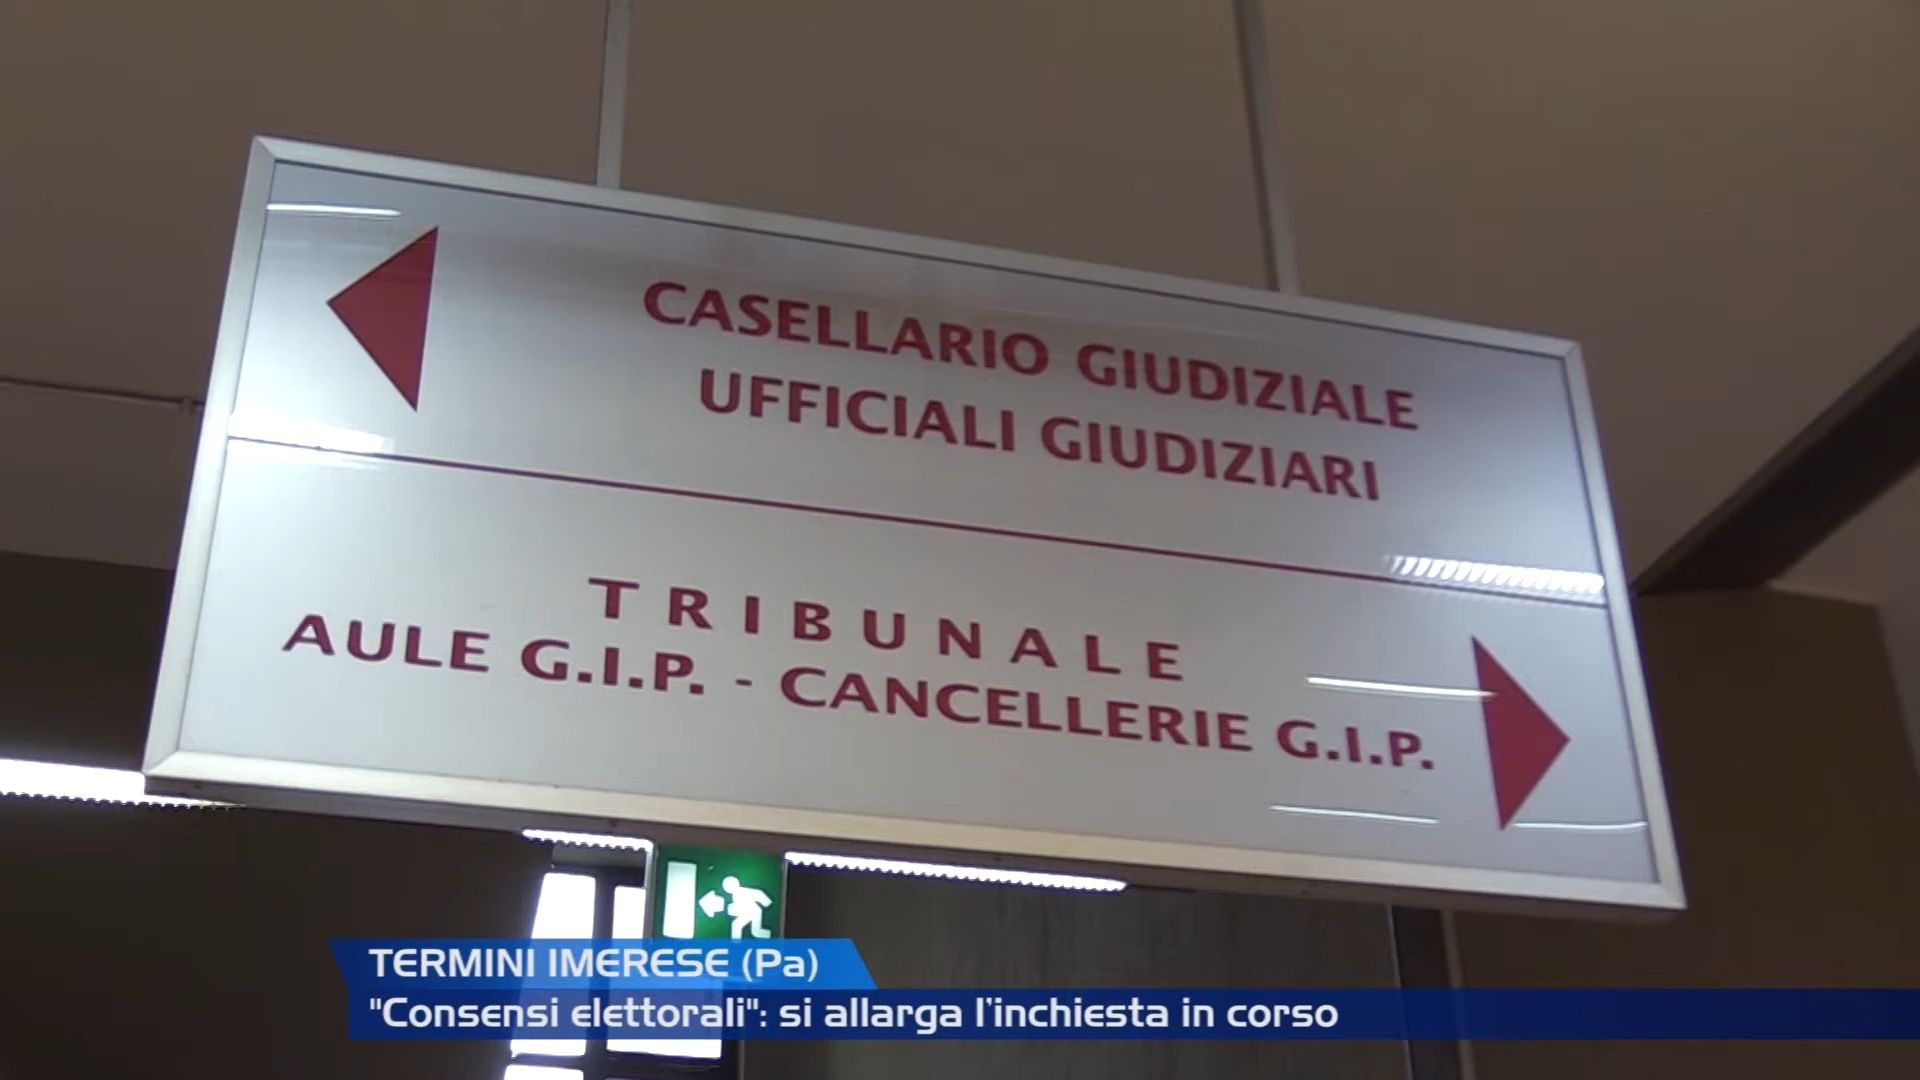 CASELLARIO GIUDIZIALE
UFFICIALI GIUDIZIARI
TRIBUNALE
AULE G.I.P. - CANCELLERIE G.I.P.
TERMINI IMERESE (Pa)
"Consensi elettorali": si allarga l'inchiesta in corso